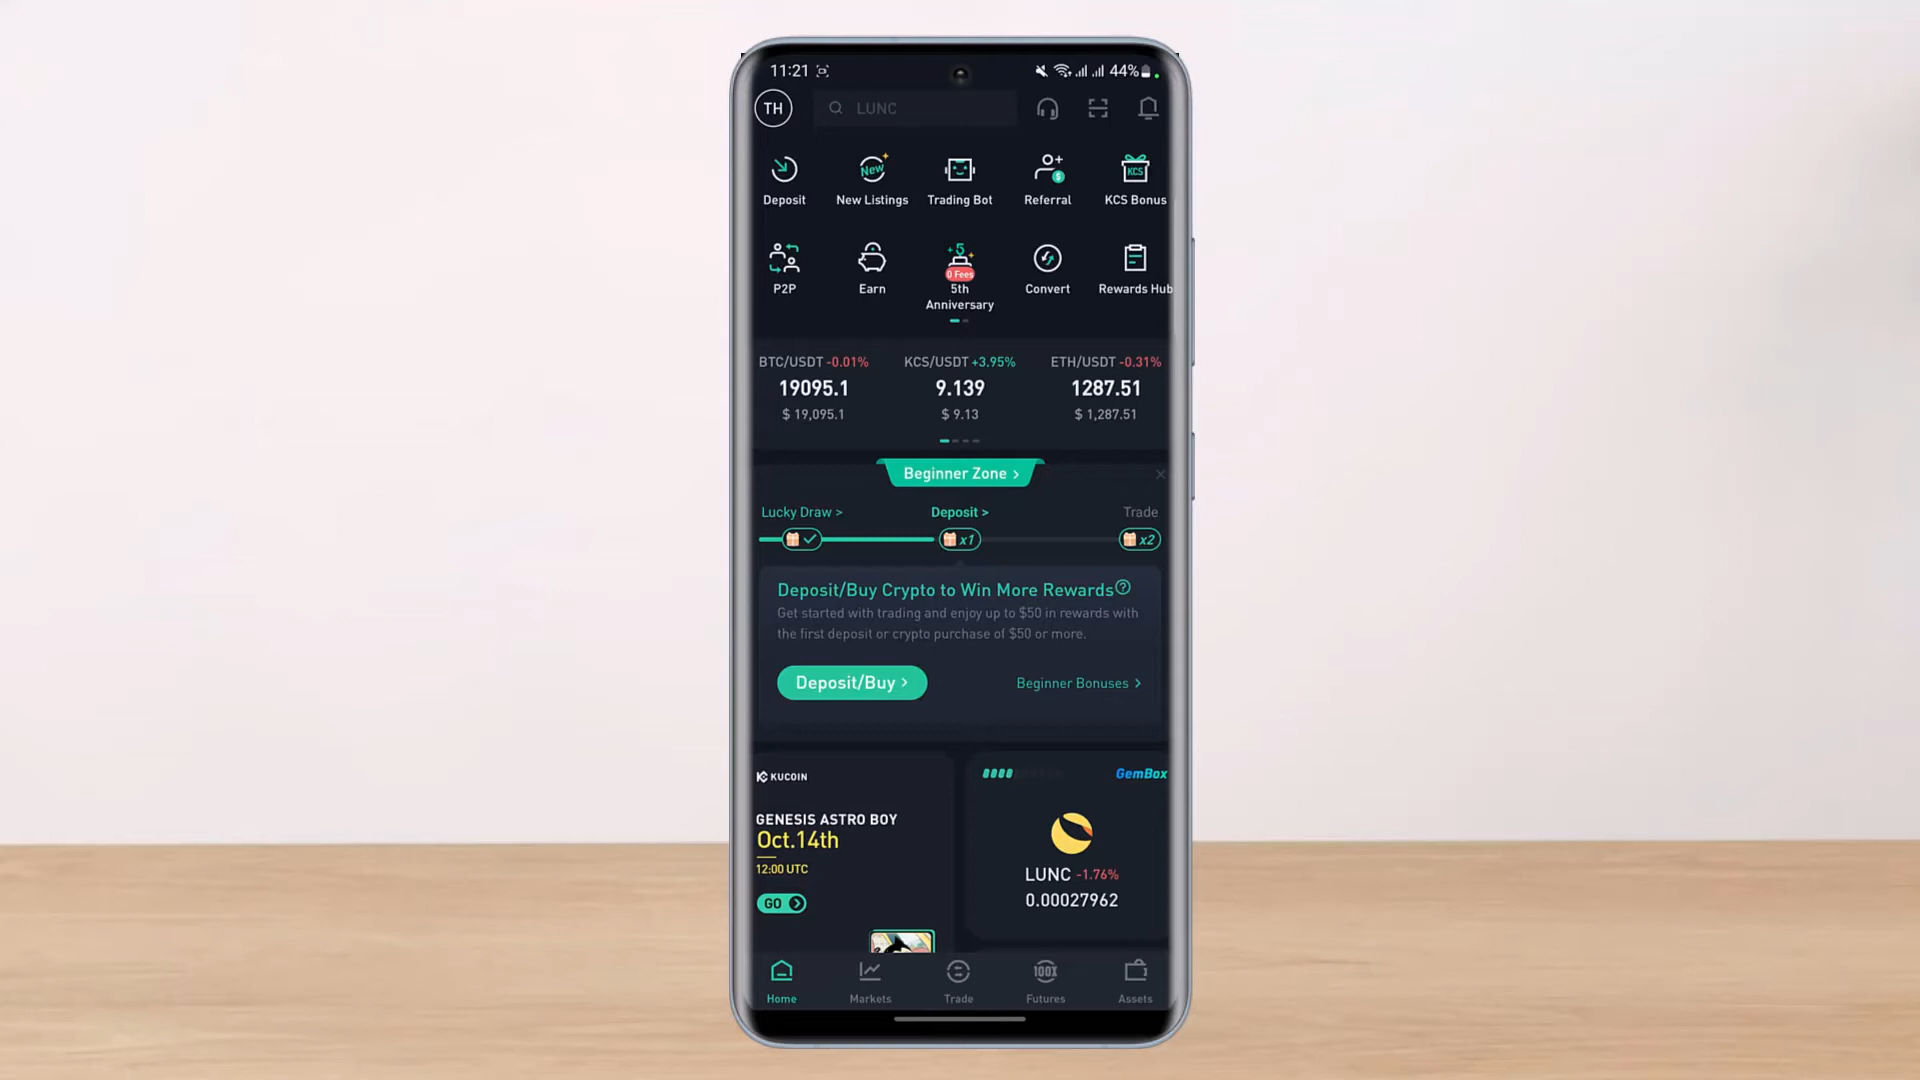 11:21 44%
TH LUNC
Deposit New Listings Trading Bot Referral KCS Bonus
KCS
P2P Earn 5th Anniversary Convert Rewards Hub
+5
0 Fees
BTC/USDT -0.01% KCS/USDT +3.95% ETH/USDT -0.31%
19095.1 9.139 1287.51
$ 19,095.1 $ 9.13 $ 1,287.51
Beginner Zone >
Lucky Draw > Deposit > Trade
x1 x2
Deposit/Buy Crypto to Win More Rewards
Get started with trading and enjoy up to $50 in rewards with
the first deposit or crypto purchase of $50 or more.
Deposit/Buy > Beginner Bonuses >
KUCOIN GemBox
GENESIS ASTRO BOY
Oct.14th
12:00 UTC
LUNC -1.76%
0.00027962
GO
100X
Home Markets Trade Futures Assets